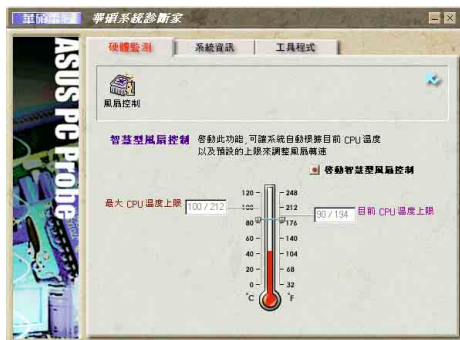 華碩電腦 華碩系統診斷家
硬體監測 系統資訊 工具程式
ASUS PC Probe
風扇控制
智慧型風扇控制 啓動此功能,可讓系統自動根據目前 CPU 溫度
以及預設的上限來調整風扇轉速
啓動智慧型風扇控制
最大 CPU 溫度上限 100 / 212
90 / 194 目前 CPU 溫度上限
120 248
100 212
80 176
60 140
40 104
20 68
0 32
°C °F